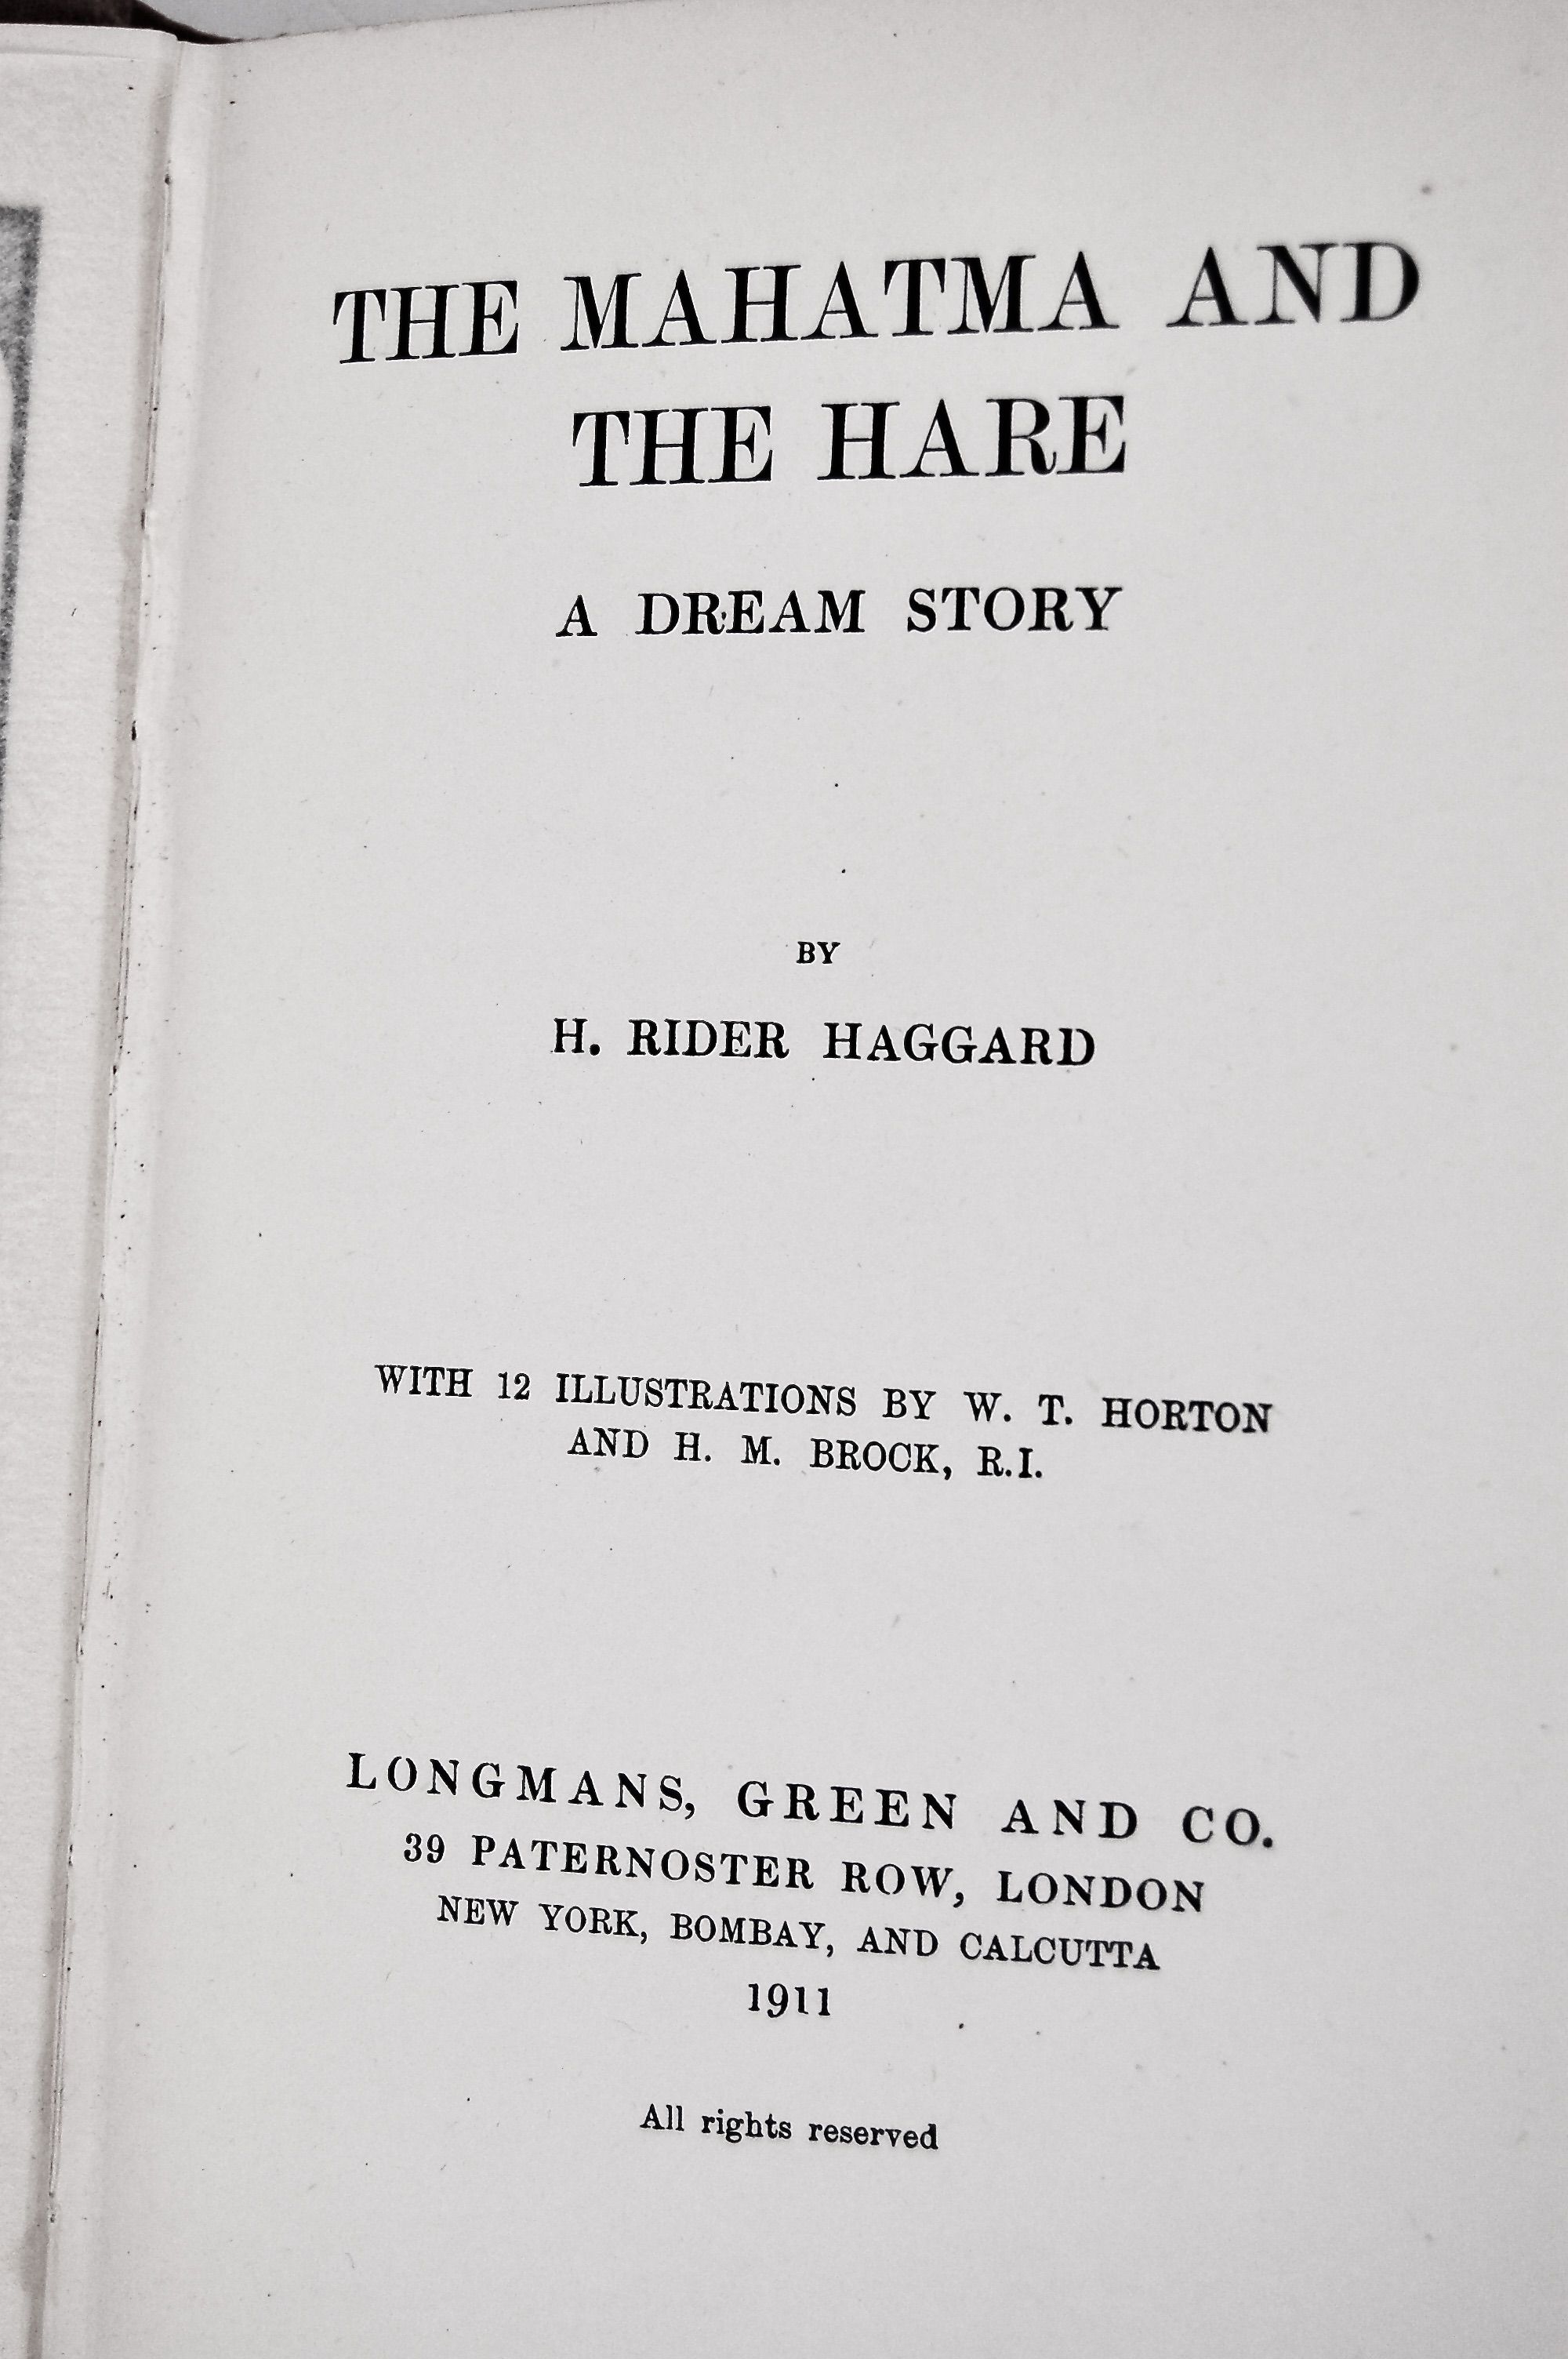 THE MAHATMA AND
THE HARE
A DREAM STORY
BY
H. RIDER HAGGARD
WITH 12 ILLUSTRATIONS BY W. T. HORTON
AND H. M. BROCK, R.I.
LONGMANS, GREEN AND CO.
39 PATERNOSTER ROW, LONDON
NEW YORK, BOMBAY, AND CALCUTTA
1911
All rights reserved